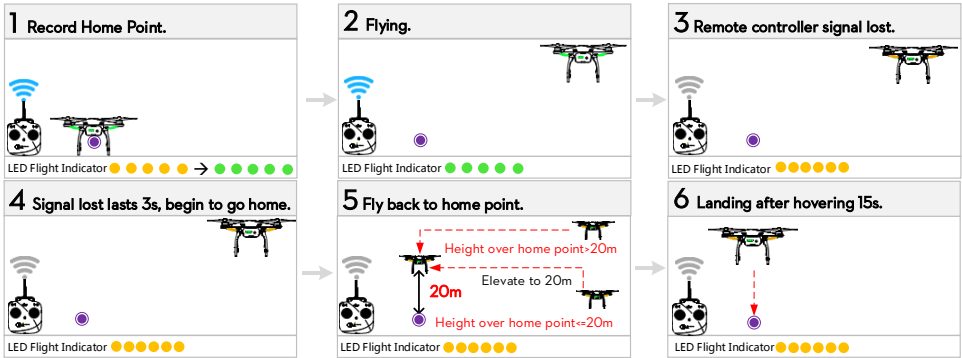 1 Record Home Point.
LED Flight Indicator
2 Flying.
LED Flight Indicator
3 Remote controller signal lost.
LED Flight Indicator
4 Signal lost lasts 3s, begin to go home.
LED Flight Indicator
5 Fly back to home point.
Height over home point>20m
Elevate to 20m
20m
Height over home point<=20m
LED Flight Indicator
6 Landing after hovering 15s.
LED Flight Indicator